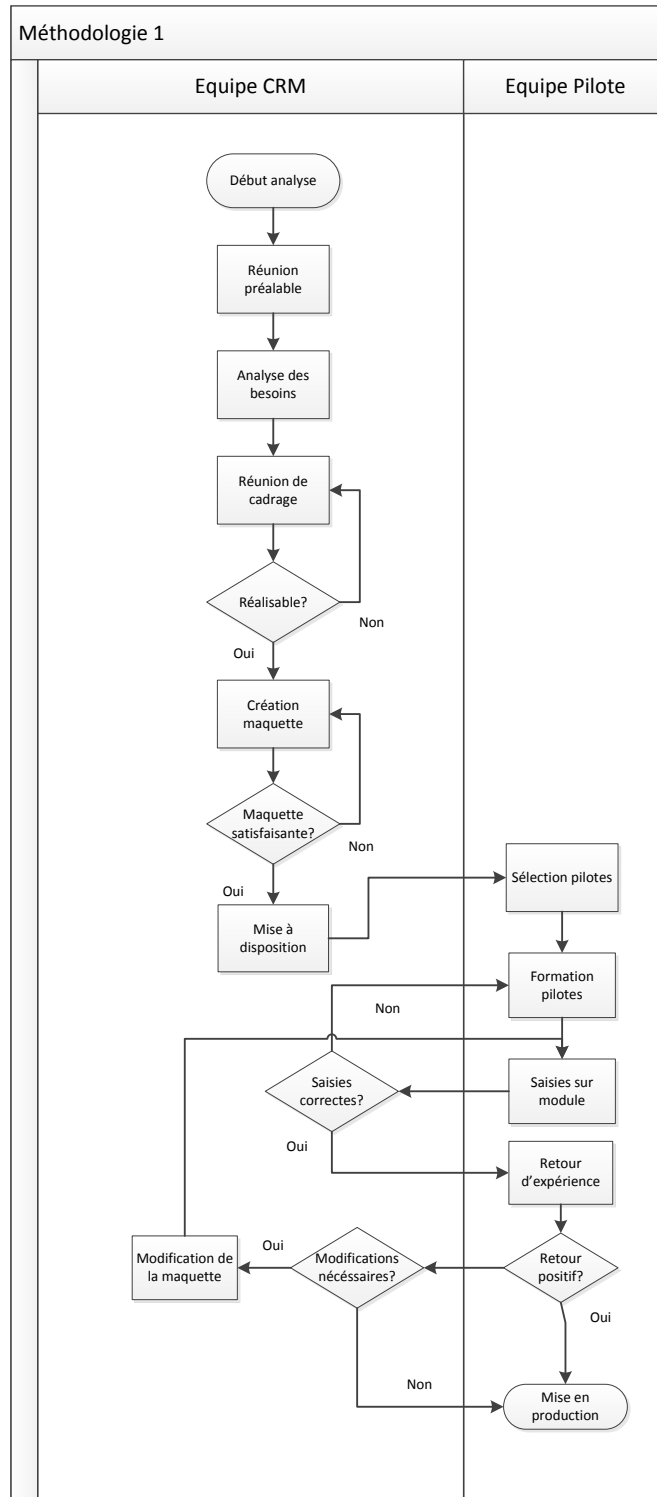 Méthodologie 1
Equipe CRM
Equipe Pilote
Début analyse
Réunion
préalable
Analyse des
besoins
Réunion de
cadrage
Réalisable?
Non
Oui
Création
maquette
Maquette
satisfaisante?
Non
Oui
Mise à
disposition
Sélection pilotes
Formation
pilotes
Non
Saisies
correctes?
Saisies sur
module
Oui
Retour
d'expérience
Modification de
la maquette
Oui
Modifications
nécéssaires?
Retour
positif?
Oui
Non
Mise en
production